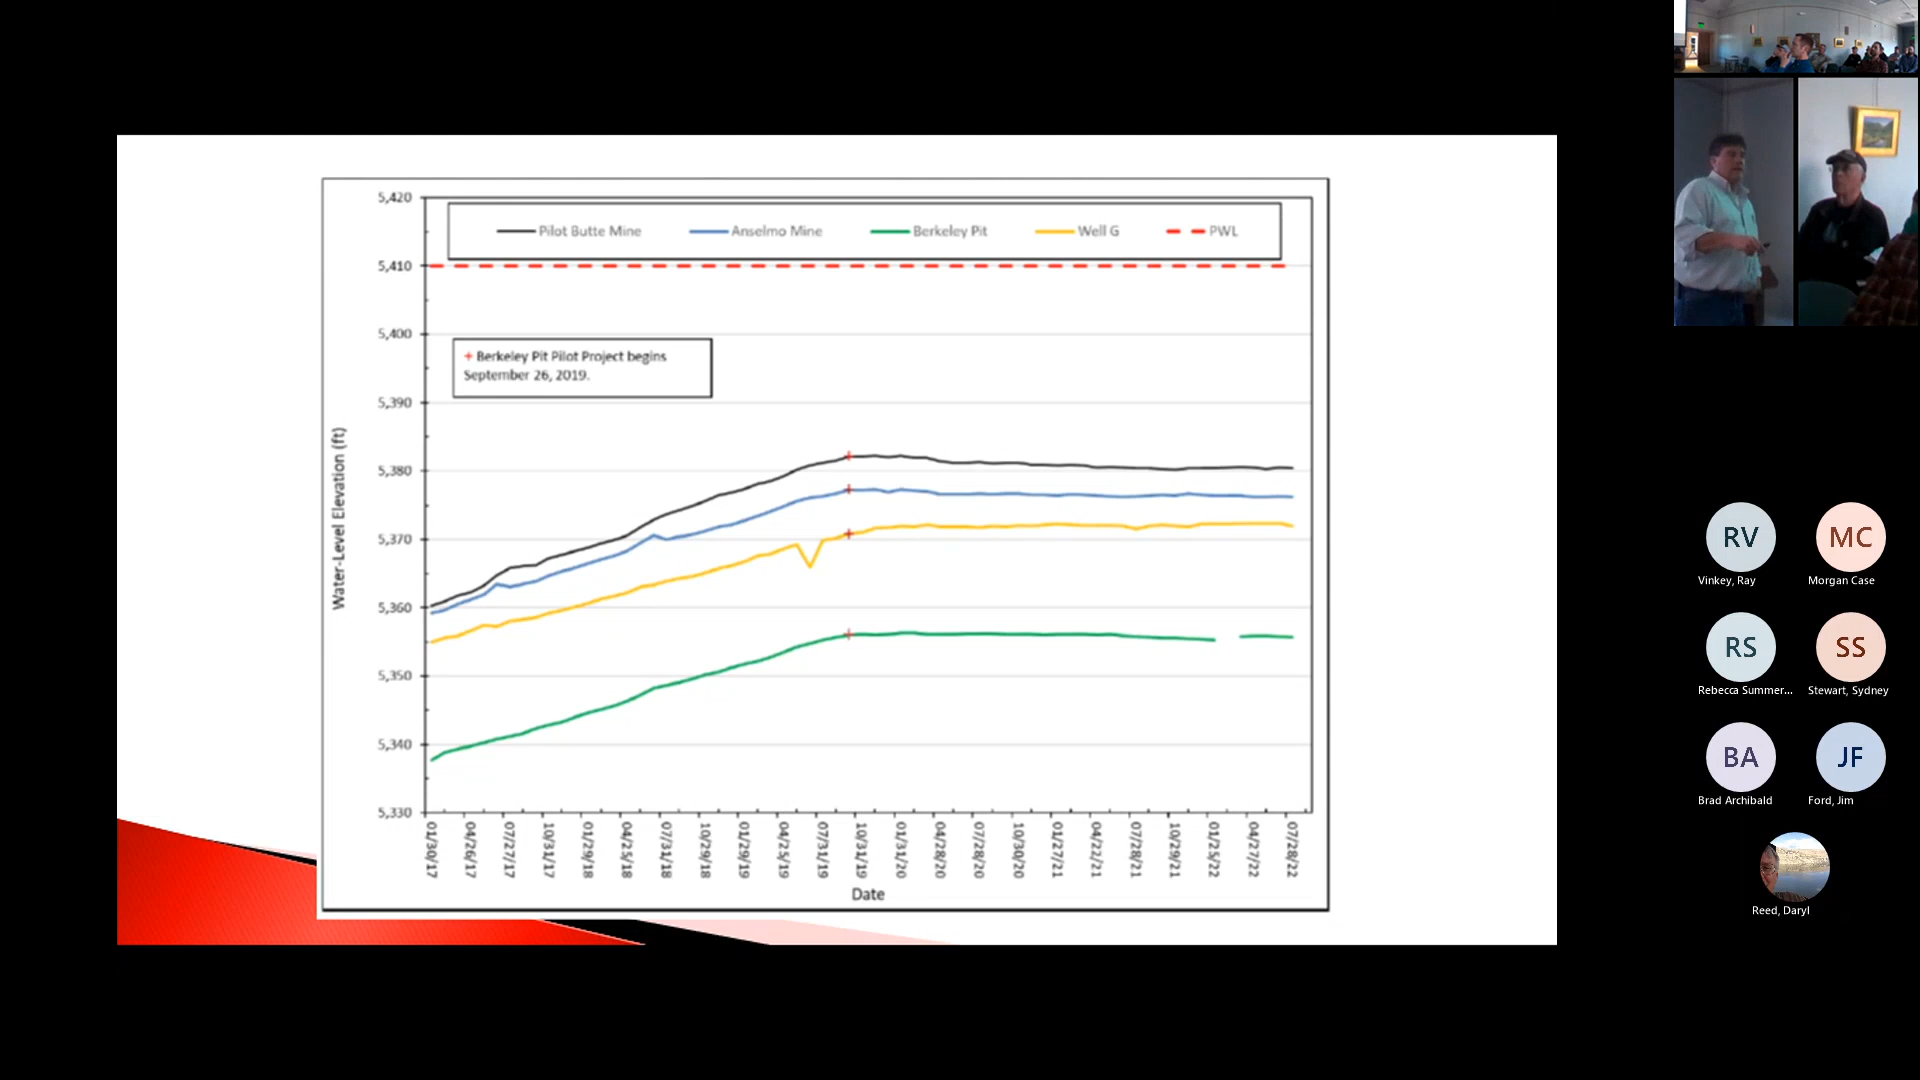 5,420
Pilot Butte Mine
Anselmo Mine
Berkeley Pit
Well G
PWL
5,410
5,400
+ Berkeley Pit Pilot Project begins
September 26, 2019.
5,390
5,380
5,370
5,360
5,350
5,340
5,330
Water-Level Elevation (ft)
01/30/17
04/26/17
07/27/17
10/31/17
01/29/18
04/25/18
07/31/18
10/29/18
01/29/19
04/25/19
07/31/19
10/31/19
01/31/20
04/28/20
07/28/20
10/30/20
01/27/21
04/22/21
07/28/21
10/29/21
01/25/22
04/27/22
07/28/22
Date
RV
Vinkey, Ray
MC
Morgan Case
RS
Rebecca Summer...
SS
Stewart, Sydney
BA
Brad Archibald
JF
Ford, Jim
Reed, Daryl